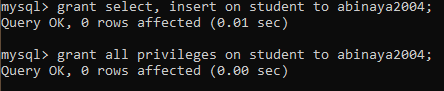 mysql> grant select, insert on student to abinaya2004;
Query OK, 0 rows affected (0.01 sec)
mysql> grant all privileges on student to abinaya2004;
Query OK, 0 rows affected (0.00 sec)